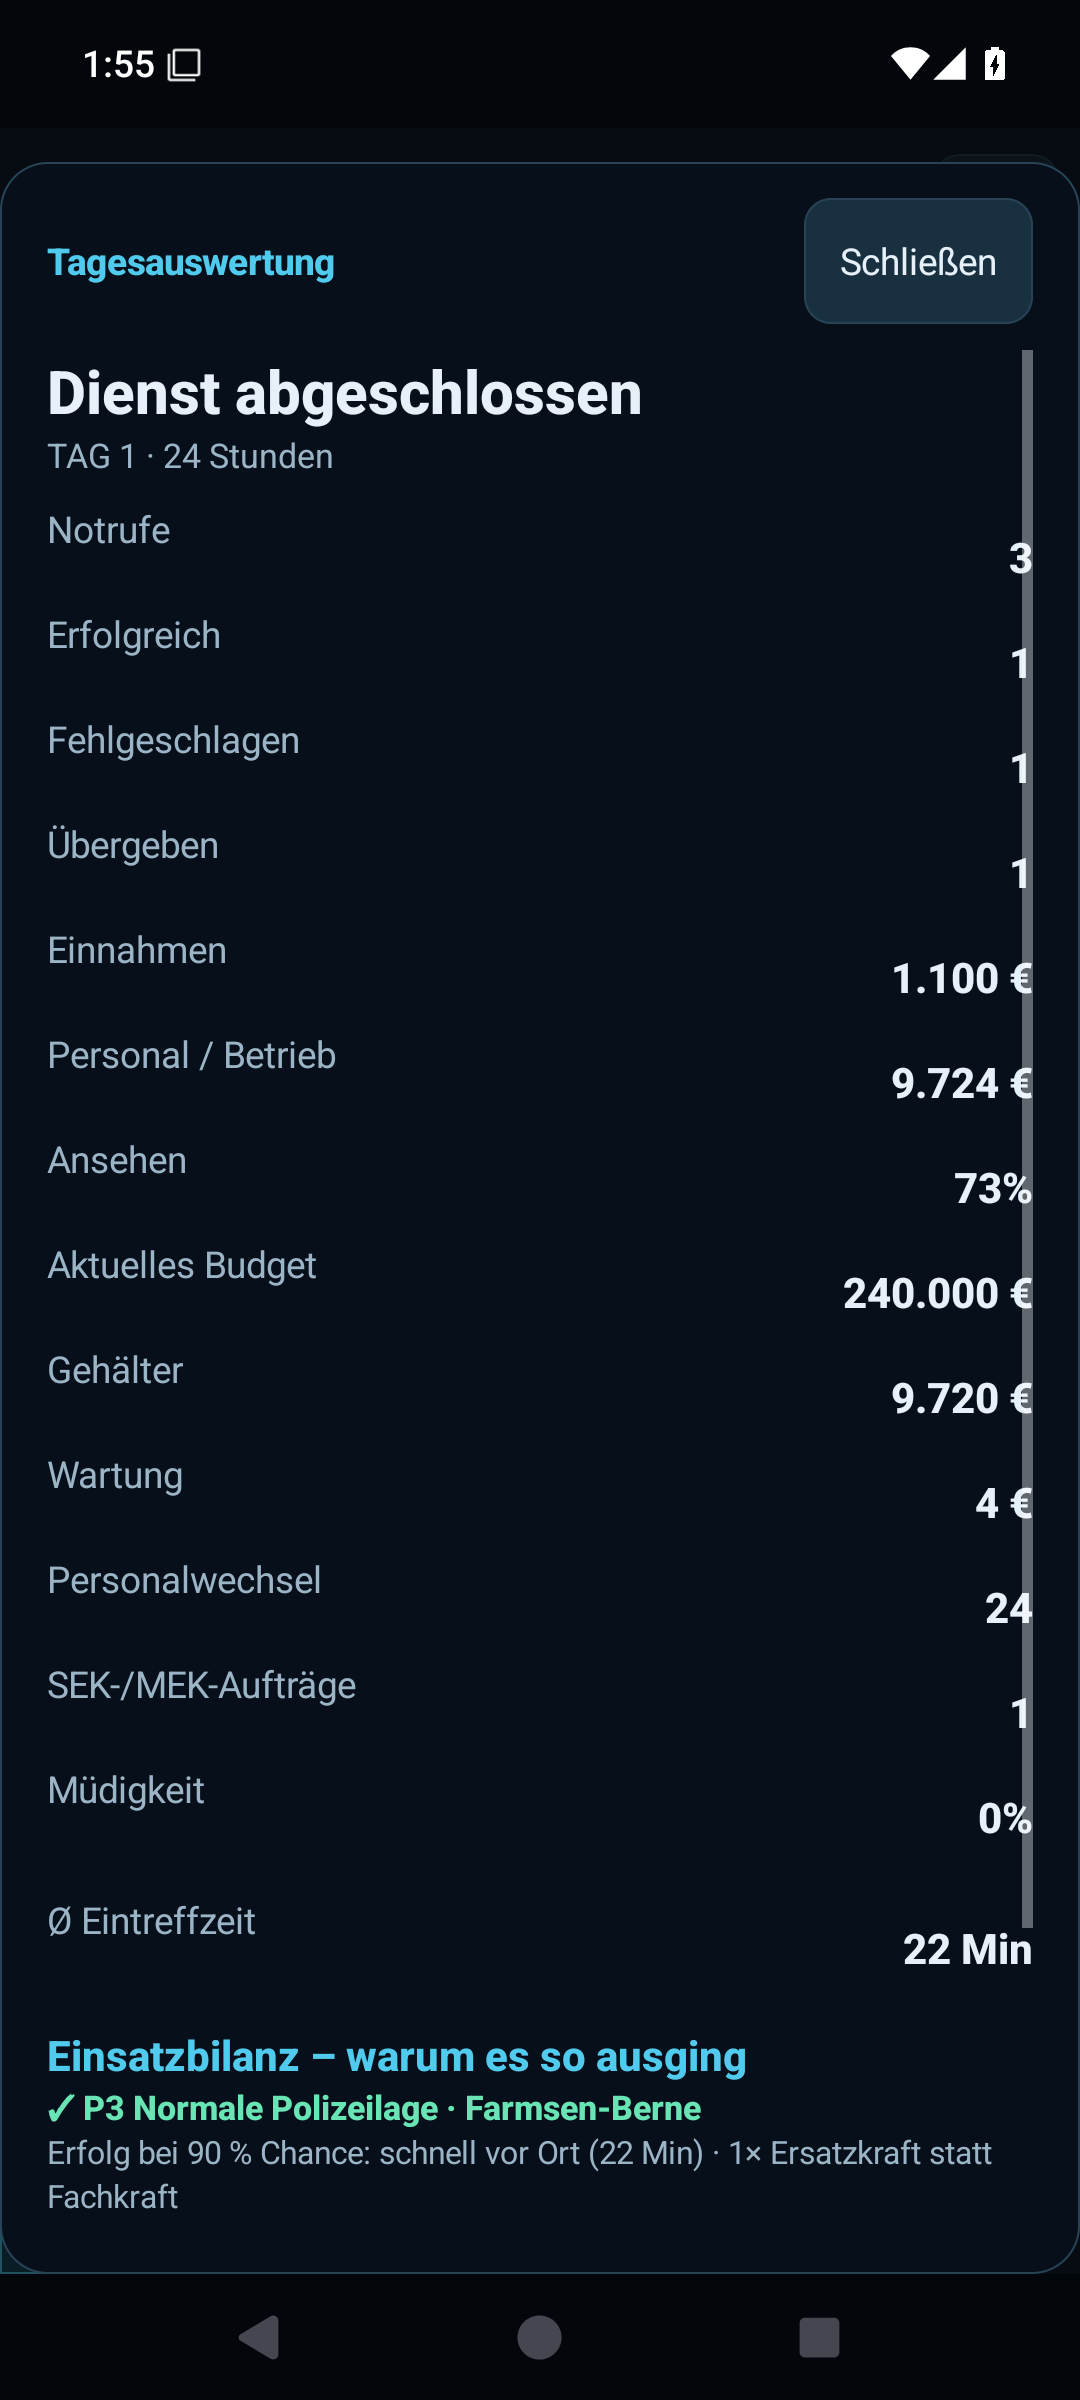 1:55
Tagesauswertung
Schließen
Dienst abgeschlossen
TAG 1 · 24 Stunden
Notrufe
3
Erfolgreich
1
Fehlgeschlagen
1
Übergeben
1
Einnahmen
1.100 €
Personal / Betrieb
9.724 €
Ansehen
73%
Aktuelles Budget
240.000 €
Gehälter
9.720 €
Wartung
4 €
Personalwechsel
24
SEK-/MEK-Aufträge
1
Müdigkeit
0%
Ø Eintreffzeit
22 Min
Einsatzbilanz – warum es so ausging
✓ P3 Normale Polizeilage · Farmsen-Berne
Erfolg bei 90 % Chance: schnell vor Ort (22 Min) · 1× Ersatzkraft statt
Fachkraft